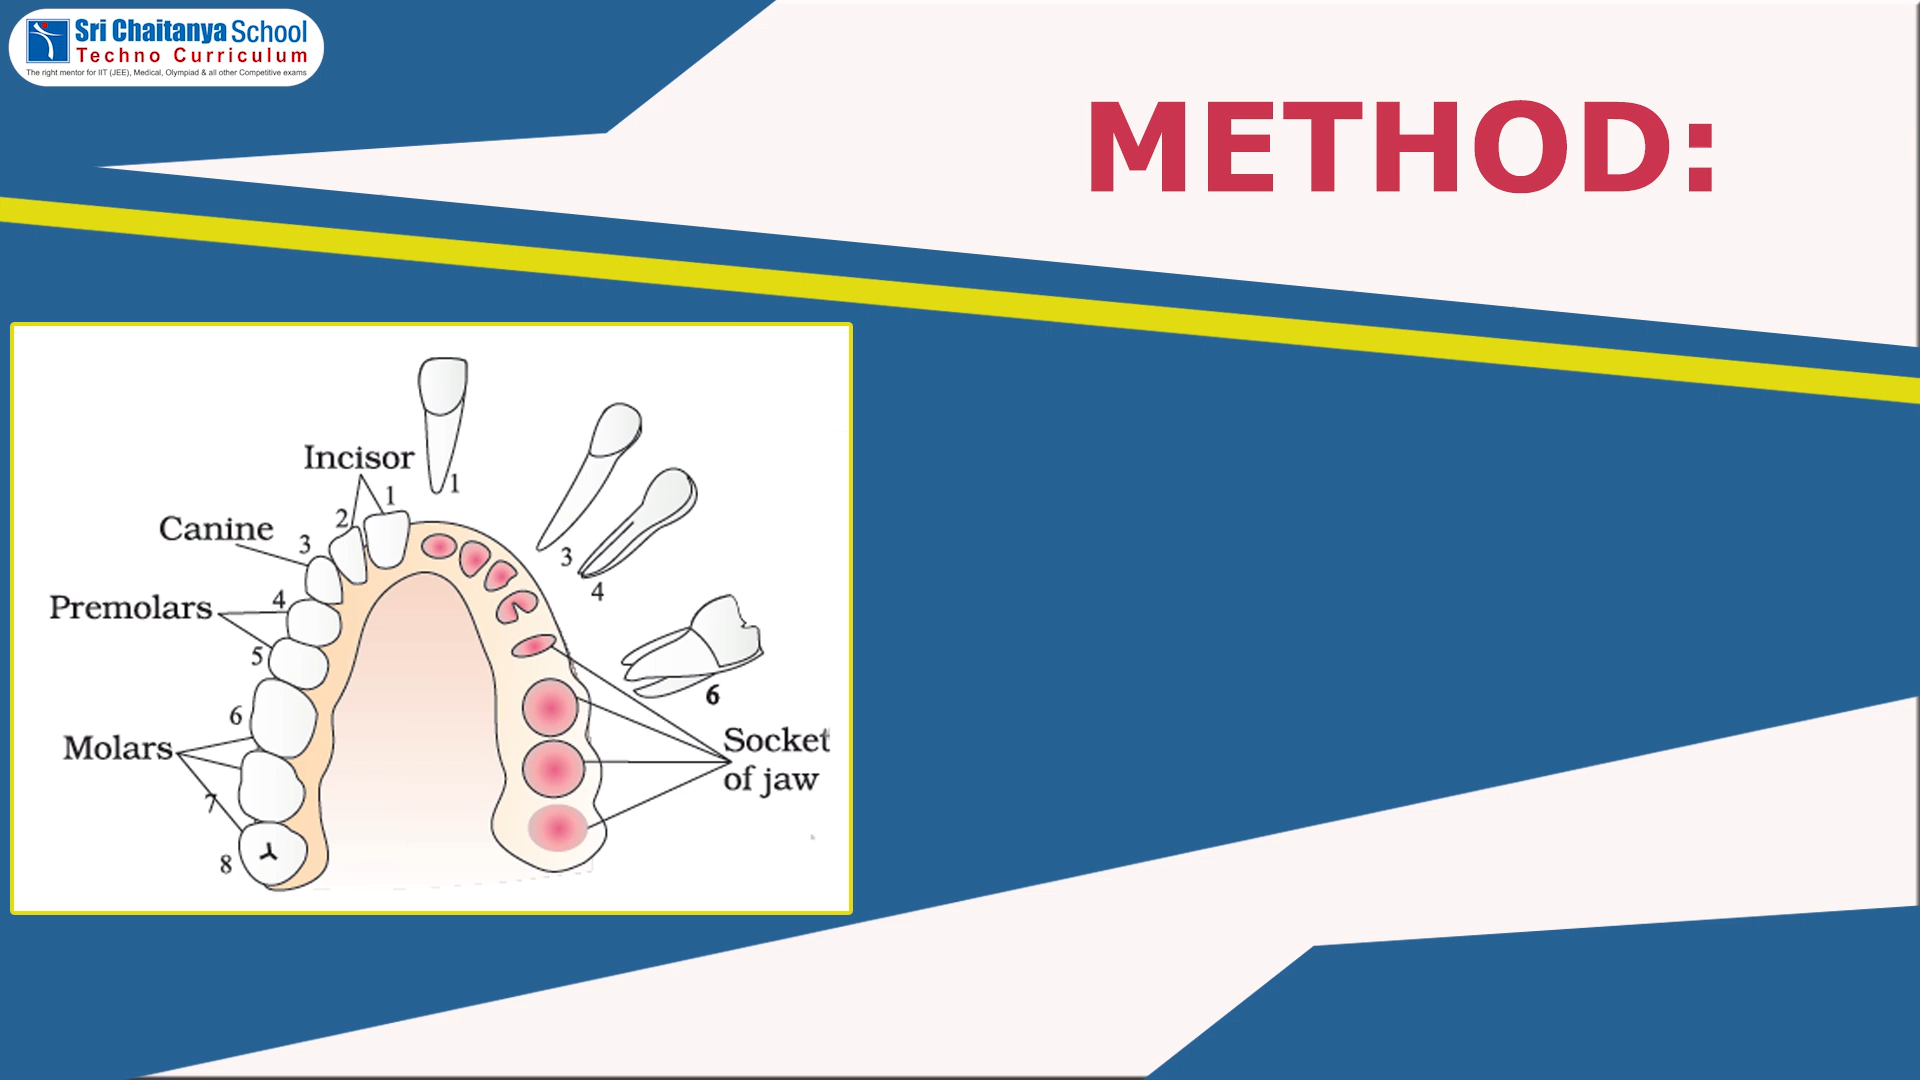 Sri Chaitanya School
Techno Curriculum
The right mentor for IIT (JEE), Medical, Olympiad & all other Competitive exams
METHOD:
Incisor
1
1
2
Canine
3
3
4
4
Premolars
5
6
6
Molars
Socket
of jaw
7
8